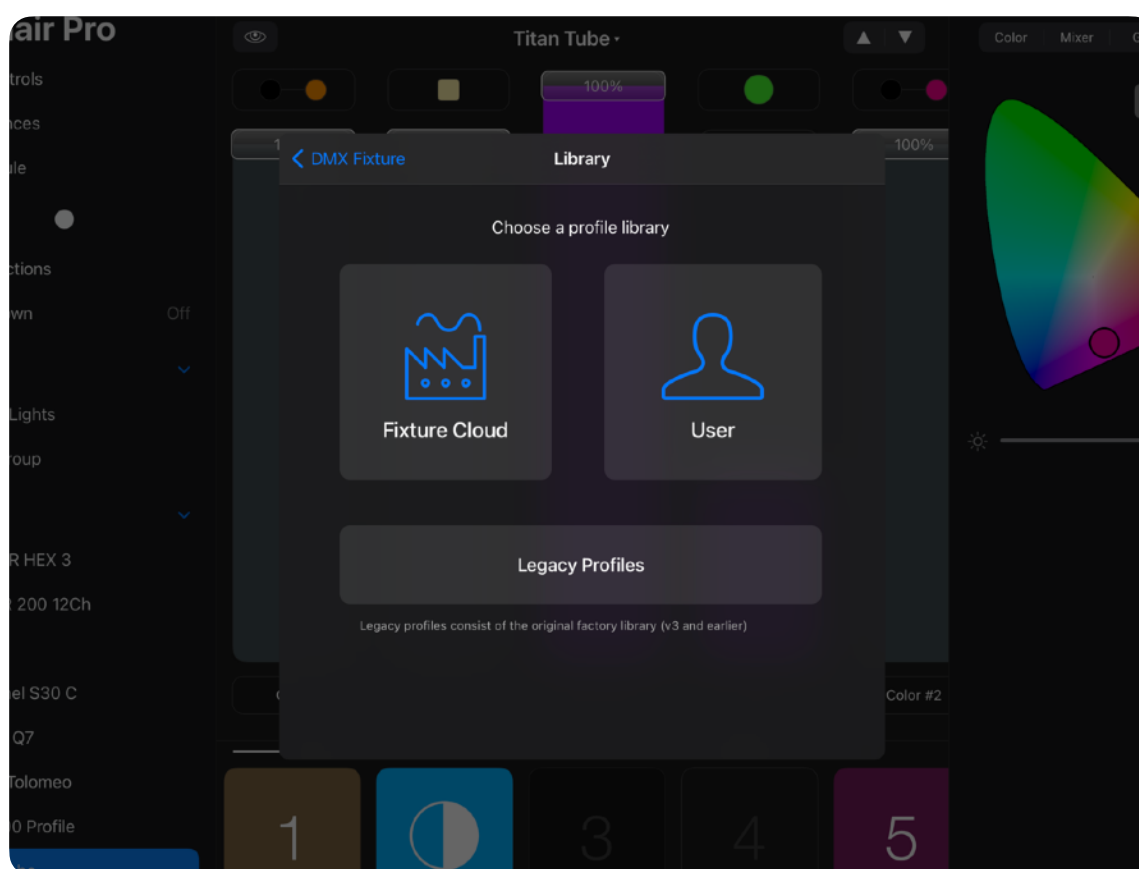 air Pro
Titan Tube
Color Mixer
trols
100%
nces
100%
DMX Fixture
Library
ule
Choose a profile library
ctions
wn Off
Fixture Cloud
User
Lights
roup
R HEX 3
Legacy Profiles
200 12Ch
Legacy profiles consist of the original factory library (v3 and earlier)
el S30 C
Color #2
Q7
Tolomeo
0 Profile
1
3
4
5